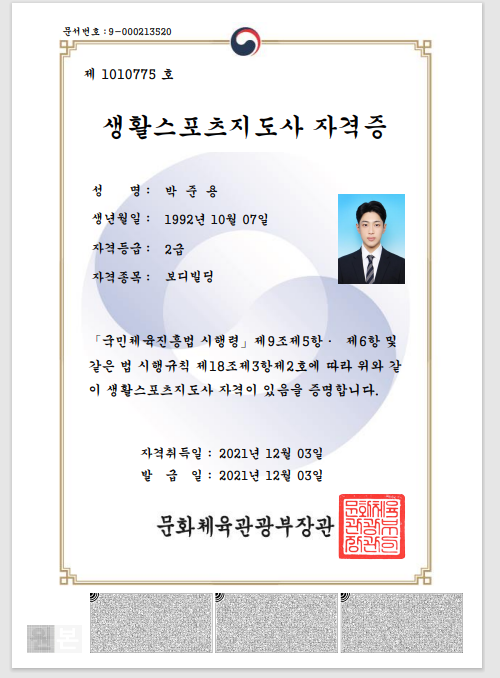 문서번호 : 9-000213520
제 1010775 호
생활스포츠지도사 자격증
성 명 : 박 준 용
생년월일 : 1992년 10월 07일
자격등급 : 2급
자격종목 : 보디빌딩
「국민체육진흥법 시행령」제9조제5항 · 제6항 및
같은 법 시행규칙 제18조제3항제2호에 따라 위와 같
이 생활스포츠지도사 자격이 있음을 증명합니다.
자격취득일 : 2021년 12월 03일
발 급 일 : 2021년 12월 03일
문화체육관광부장관
문화체육
관광부
장관인
원본